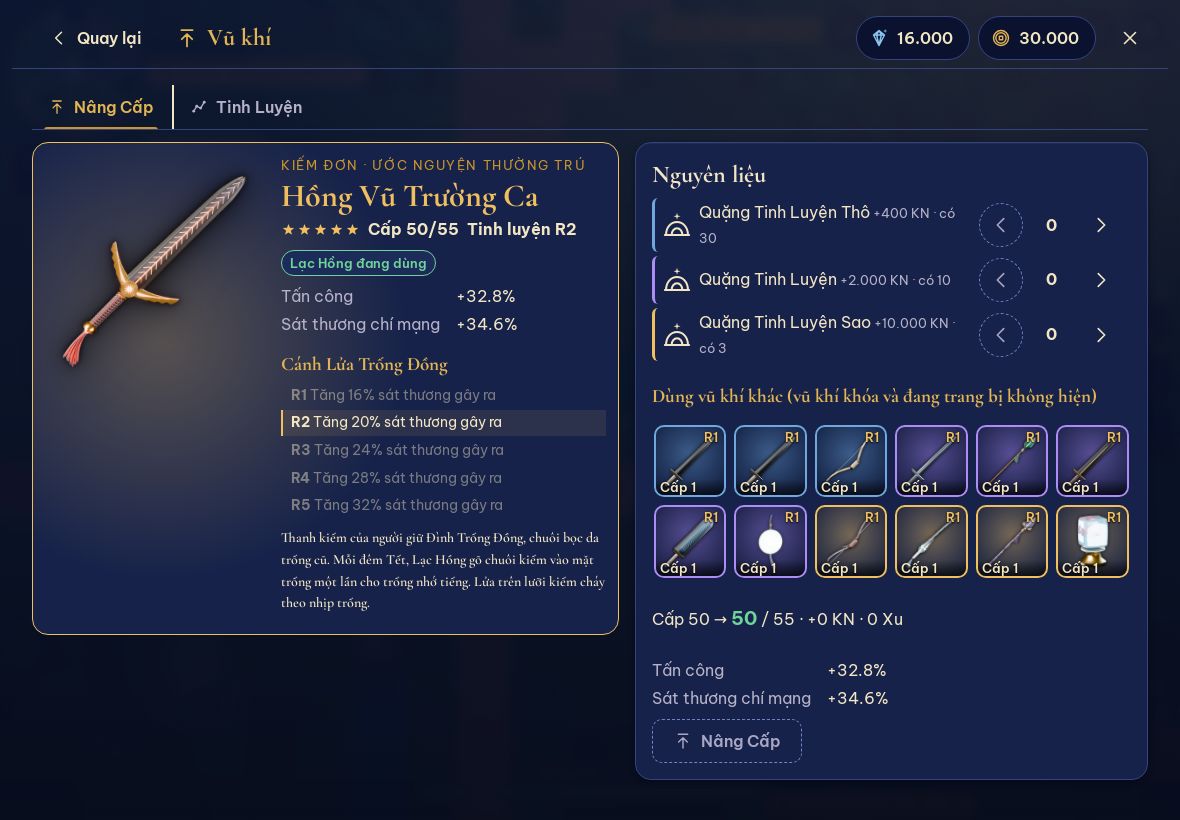 Quay lại
Vũ khí
16.000
30.000
Nâng Cấp
Tinh Luyện
KIẾM ĐƠN · ƯỚC NGUYỆN THƯỜNG TRÚ
Hồng Vũ Trường Ca
★★★★★ Cấp 50/55 Tinh luyện R2
Lạc Hồng đang dùng
Tấn công +32.8%
Sát thương chí mạng +34.6%
Cánh Lửa Trống Đồng
R1 Tăng 16% sát thương gây ra
R2 Tăng 20% sát thương gây ra
R3 Tăng 24% sát thương gây ra
R4 Tăng 28% sát thương gây ra
R5 Tăng 32% sát thương gây ra
Thanh kiếm của người giữ Đình Trống Đồng, chuôi bọc da
trống cũ. Mỗi đêm Tết, Lạc Hồng gõ chuôi kiếm vào mặt
trống một lần cho trống nhớ tiếng. Lửa trên lưỡi kiếm cháy
theo nhịp trống.
Nguyên liệu
Quặng Tinh Luyện Thô +400 KN · có
30
0
Quặng Tinh Luyện +2.000 KN · có 10
0
Quặng Tinh Luyện Sao +10.000 KN ·
có 3
0
Dùng vũ khí khác (vũ khí khóa và đang trang bị không hiện)
R1 R1 R1 R1 R1 R1
Cấp 1 Cấp 1 Cấp 1 Cấp 1 Cấp 1 Cấp 1
R1 R1 R1 R1 R1 R1
Cấp 1 Cấp 1 Cấp 1 Cấp 1 Cấp 1 Cấp 1
Cấp 50 → 50 / 55 · +0 KN · 0 Xu
Tấn công +32.8%
Sát thương chí mạng +34.6%
Nâng Cấp